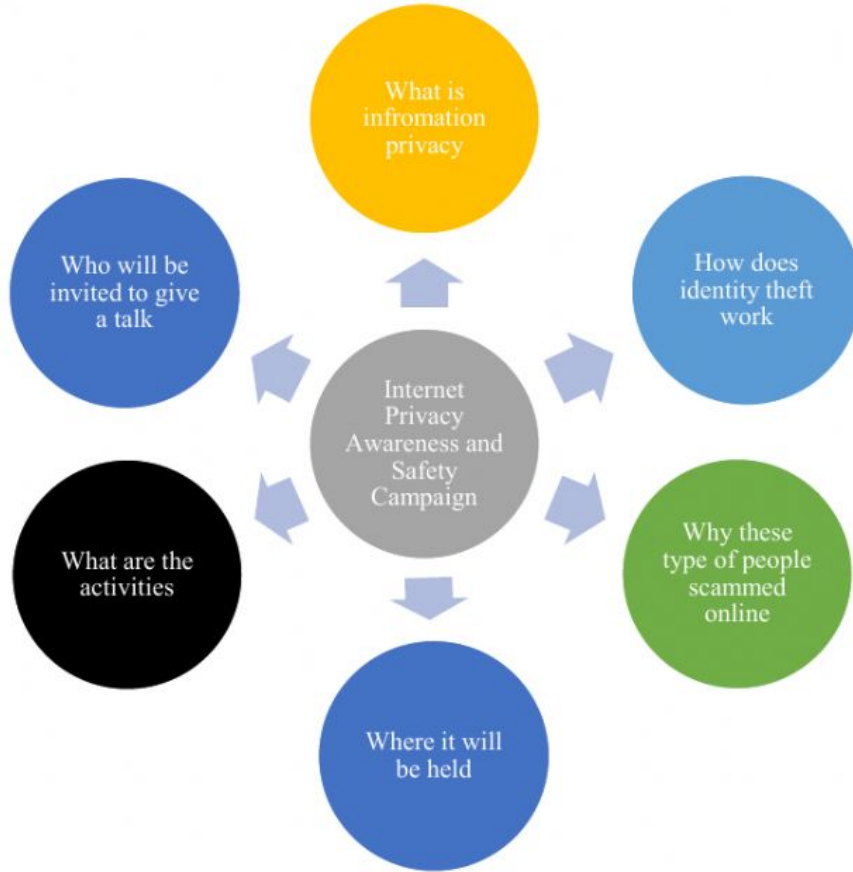 What is
infromation
privacy
Who will be
invited to give
a talk
How does
identity theft
work
Internet
Privacy
Awareness and
Safety
Campaign
What are the
activities
Why these
type of people
scammed
online
Where it will
be held